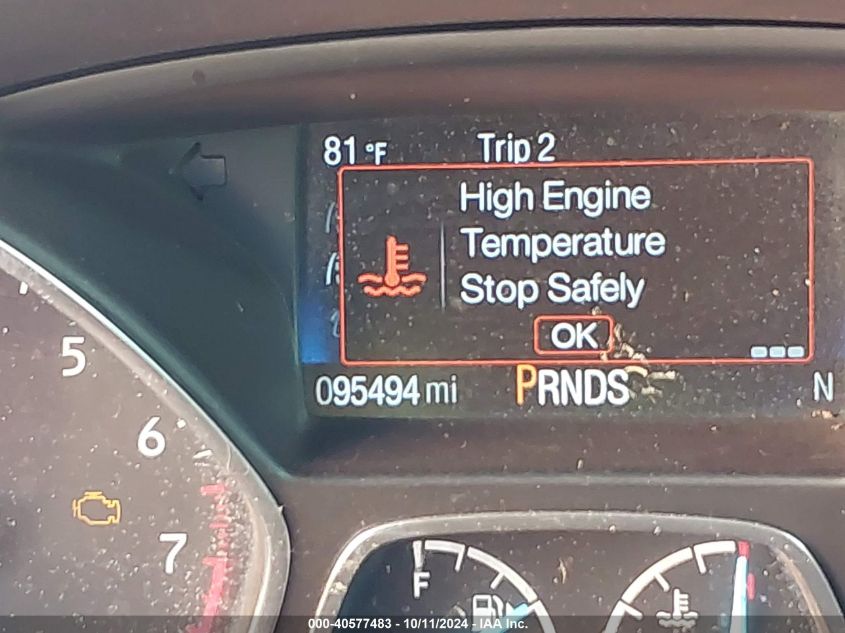 81 °F Trip 2
High Engine
Temperature
Stop Safely
OK
095494 mi PRNDS N
5
6
7
F
000-40577483 - 10/11/2024 - IAA Inc.